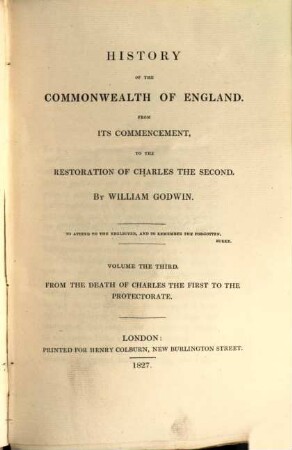 HISTORY
OF THE
COMMONWEALTH OF ENGLAND.
FROM
ITS COMMENCEMENT,
TO THE
RESTORATION OF CHARLES THE SECOND.
BY WILLIAM GODWIN.
TO ATTEND TO THE NEGLECTED, AND TO REMEMBER THE FORGOTTEN.
BURKE.
VOLUME THE THIRD.
FROM THE DEATH OF CHARLES THE FIRST TO THE
PROTECTORATE.
LONDON:
PRINTED FOR HENRY COLBURN, NEW BURLINGTON STREET.
1827.